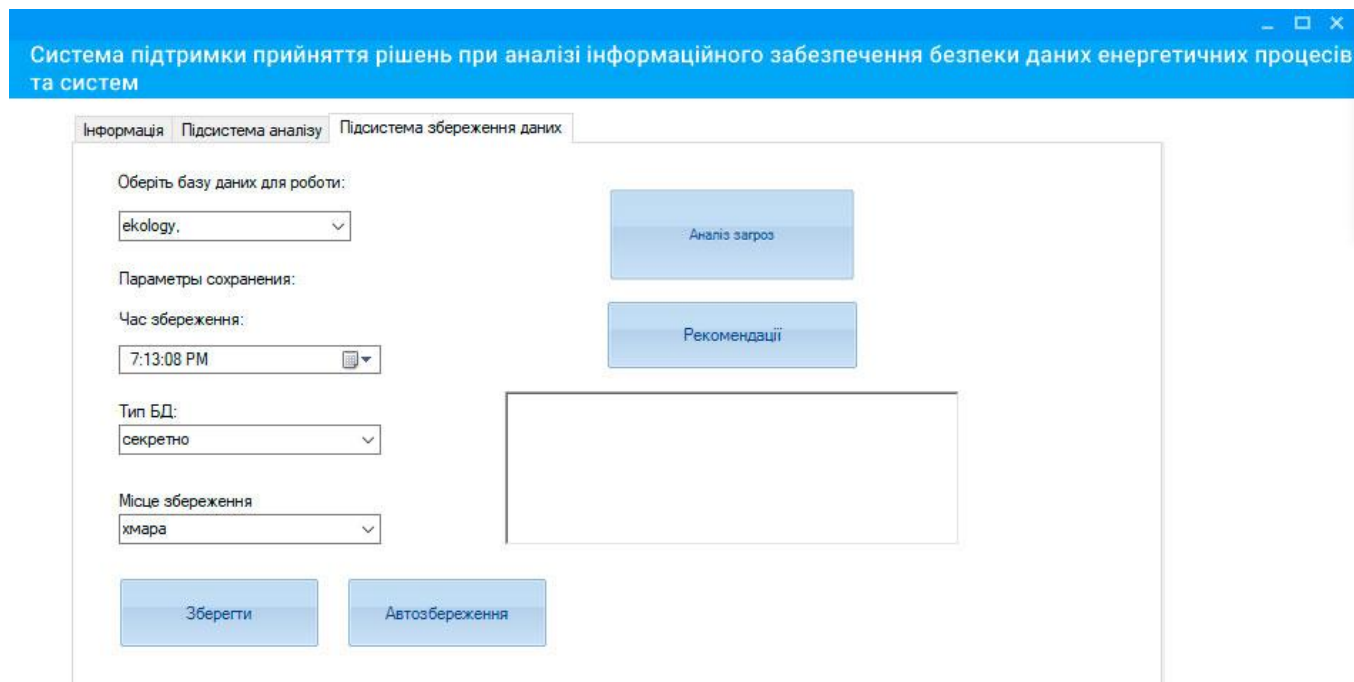 Система підтримки прийняття рішень при аналізі інформаційного забезпечення безпеки даних енергетичних процесів
та систем
Інформація Підсистема аналізу Підсистема збереження даних
Оберіть базу даних для роботи:
ekology,
Аналіз загроз
Параметры сохранения:
Час збереження:
Рекомендації
7:13:08 PM
Тип БД:
секретно
Місце збереження
хмара
Зберегти Автозбереження